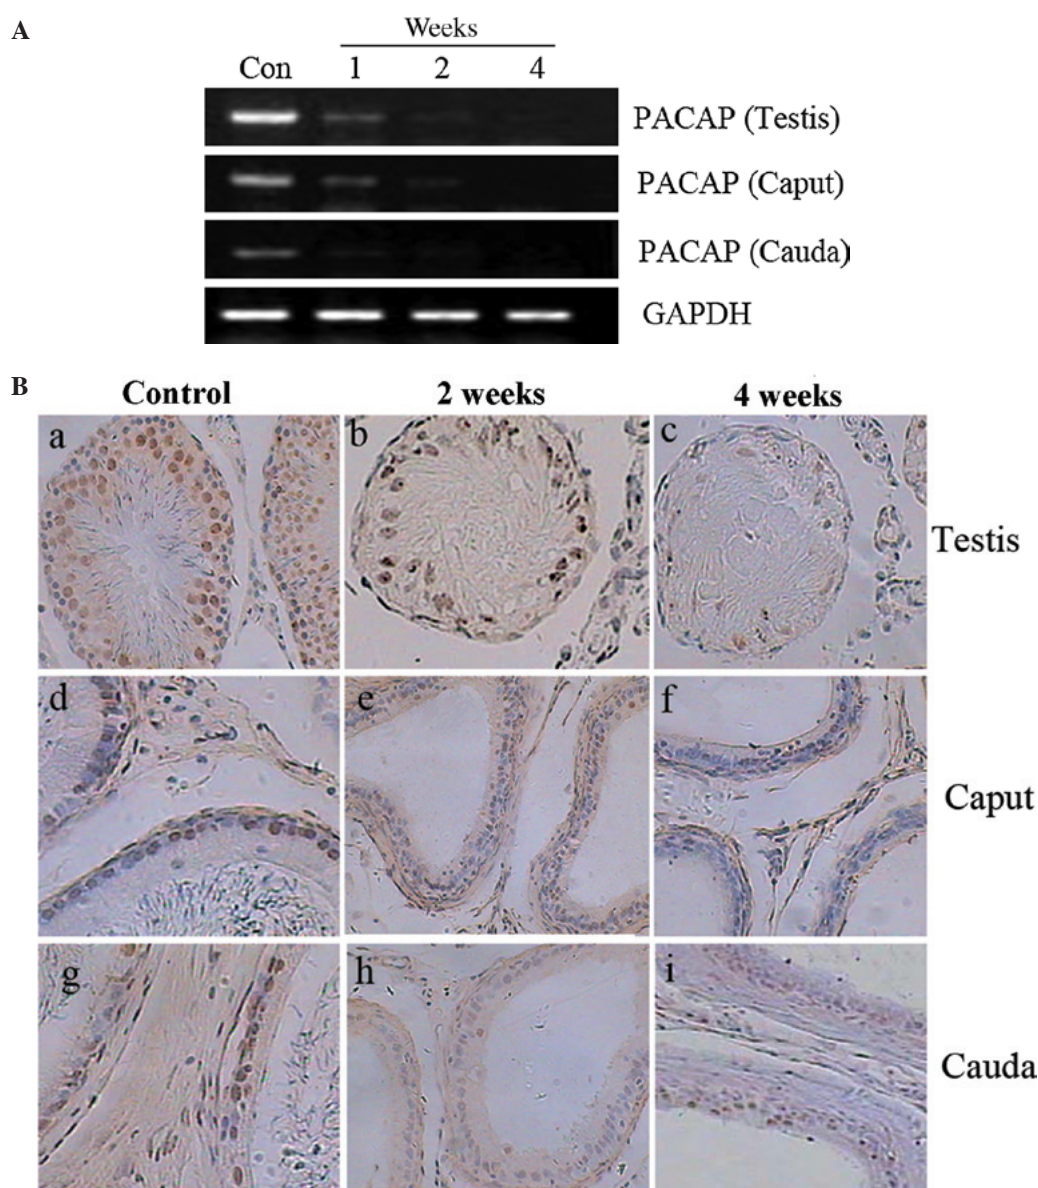 A
Weeks
Con 1 2 4
PACAP (Testis)
PACAP (Caput)
PACAP (Cauda)
GAPDH
B
Control 2 weeks 4 weeks
a b c Testis
d e f Caput
g h i Cauda